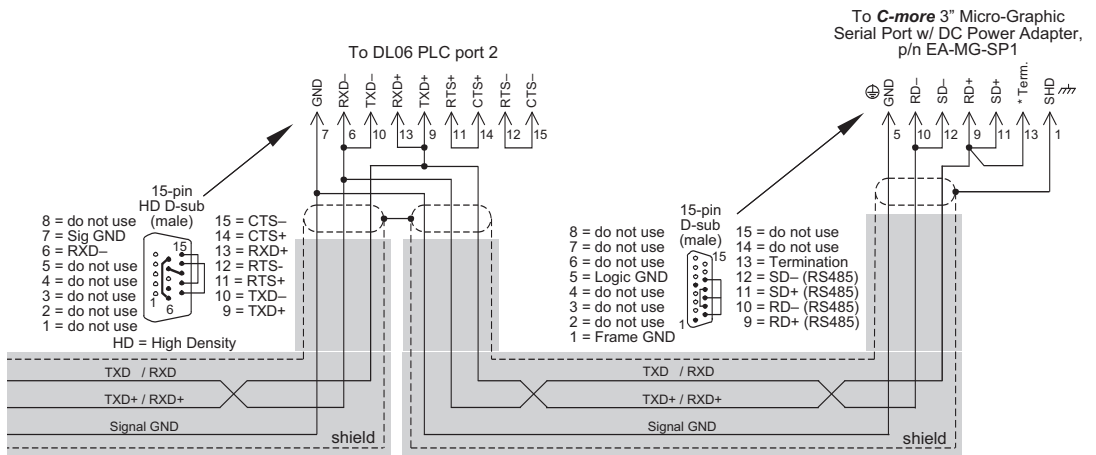 To C-more 3" Micro-Graphic
Serial Port w/ DC Power Adapter,
p/n EA-MG-SP1
To DL06 PLC port 2
GND
RXD–
TXD–
RXD+
TXD+
RTS+
CTS+
RTS–
CTS–
7 6 10 13 9 11 14 12 15
GND
RD–
SD–
RD+
SD+
* Term.
SHD
5 10 12 9 11 13 1
15-pin
HD D-sub
(male)
8 = do not use
7 = Sig GND
6 = RXD–
5 = do not use
4 = do not use
3 = do not use
2 = do not use
1 = do not use
15
1
6
15 = CTS–
14 = CTS+
13 = RXD+
12 = RTS-
11 = RTS+
10 = TXD–
9 = TXD+
HD = High Density
15-pin
D-sub
(male)
8 = do not use
7 = do not use
6 = do not use
5 = Logic GND
4 = do not use
3 = do not use
2 = do not use
1 = Frame GND
15
1
15 = do not use
14 = do not use
13 = Termination
12 = SD– (RS485)
11 = SD+ (RS485)
10 = RD– (RS485)
9 = RD+ (RS485)
TXD / RXD
TXD+ / RXD+
Signal GND
shield
TXD / RXD
TXD+ / RXD+
Signal GND
shield